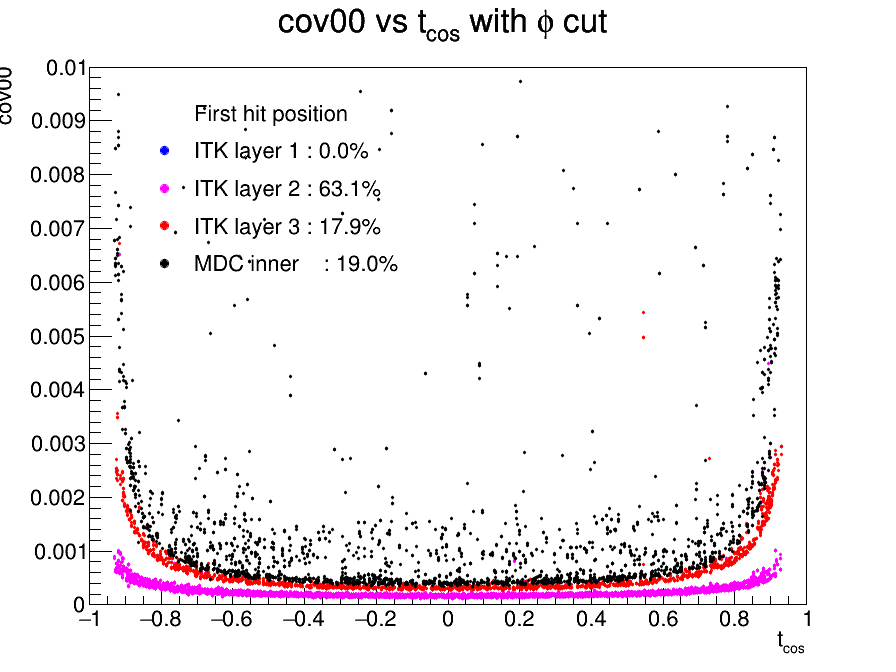 cov00 vs t_cos with ϕ cut
cov00
0.01
0.009
0.008
0.007
0.006
0.005
0.004
0.003
0.002
0.001
0
First hit position
ITK layer 1 : 0.0%
ITK layer 2 : 63.1%
ITK layer 3 : 17.9%
MDC inner : 19.0%
−1 −0.8 −0.6 −0.4 −0.2 0 0.2 0.4 0.6 0.8 1
t_cos